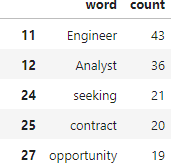 word count
11 Engineer 43
12 Analyst 36
24 seeking 21
25 contract 20
27 opportunity 19